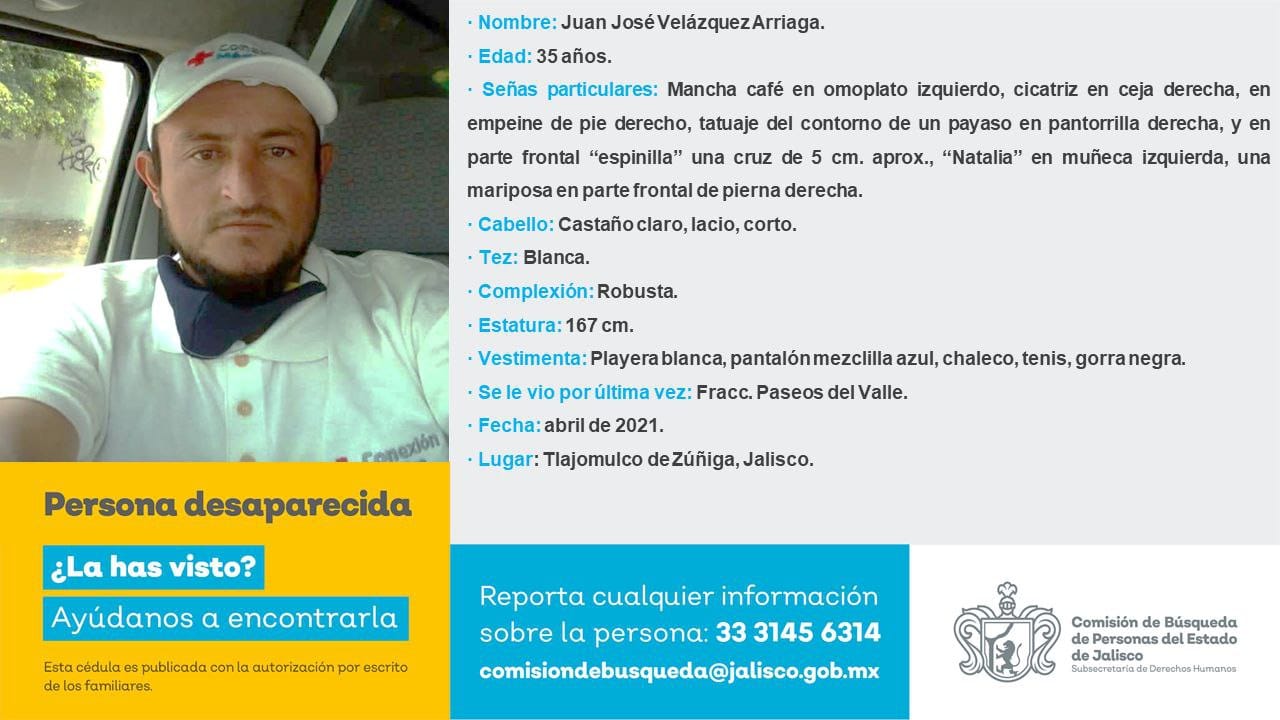 · Nombre: Juan José Velázquez Arriaga.
· Edad: 35 años.
· Señas particulares: Mancha café en omoplato izquierdo, cicatriz en ceja derecha, en
empeine de pie derecho, tatuaje del contorno de un payaso en pantorrilla derecha, y en
parte frontal “espinilla” una cruz de 5 cm. aprox., “Natalia” en muñeca izquierda, una
mariposa en parte frontal de pierna derecha.
· Cabello: Castaño claro, lacio, corto.
· Tez: Blanca.
· Complexión: Robusta.
· Estatura: 167 cm.
· Vestimenta: Playera blanca, pantalón mezclilla azul, chaleco, tenis, gorra negra.
· Se le vio por última vez: Fracc. Paseos del Valle.
· Fecha: abril de 2021.
· Lugar: Tlajomulco de Zúñiga, Jalisco.
Conexión
Persona desaparecida
¿La has visto?
Ayúdanos a encontrarla
Esta cédula es publicada con la autorización por escrito
de los familiares.
Reporta cualquier información
sobre la persona: 33 3145 6314
comisiondebusqueda@jalisco.gob.mx
Comisión de Búsqueda
de Personas del Estado
de Jalisco
Subsecretaría de Derechos Humanos